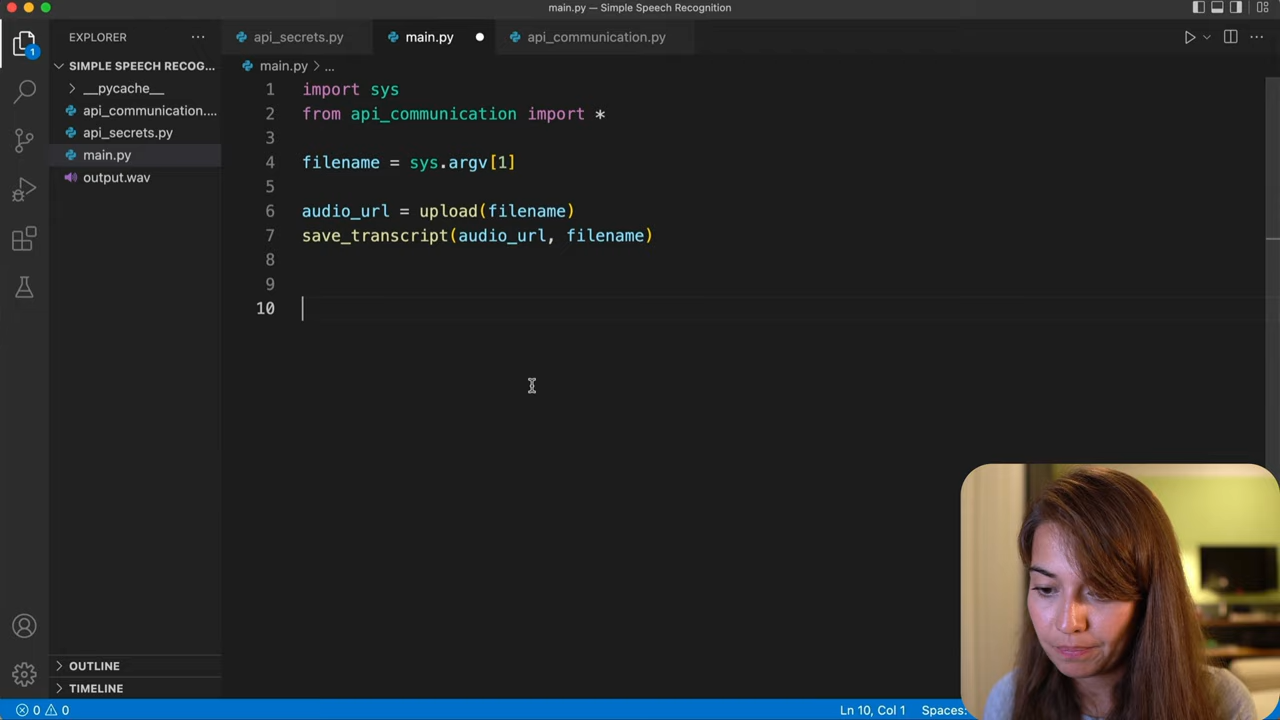 main.py — Simple Speech Recognition
EXPLORER
api_secrets.py
main.py
api_communication.py
SIMPLE SPEECH RECOG...
__pycache__
api_communication....
api_secrets.py
main.py
output.wav
main.py > ...
1 import sys
2 from api_communication import *
3
4 filename = sys.argv[1]
5
6 audio_url = upload(filename)
7 save_transcript(audio_url, filename)
8
9
10
1
OUTLINE
TIMELINE
0 0
Ln 10, Col 1 Spaces: